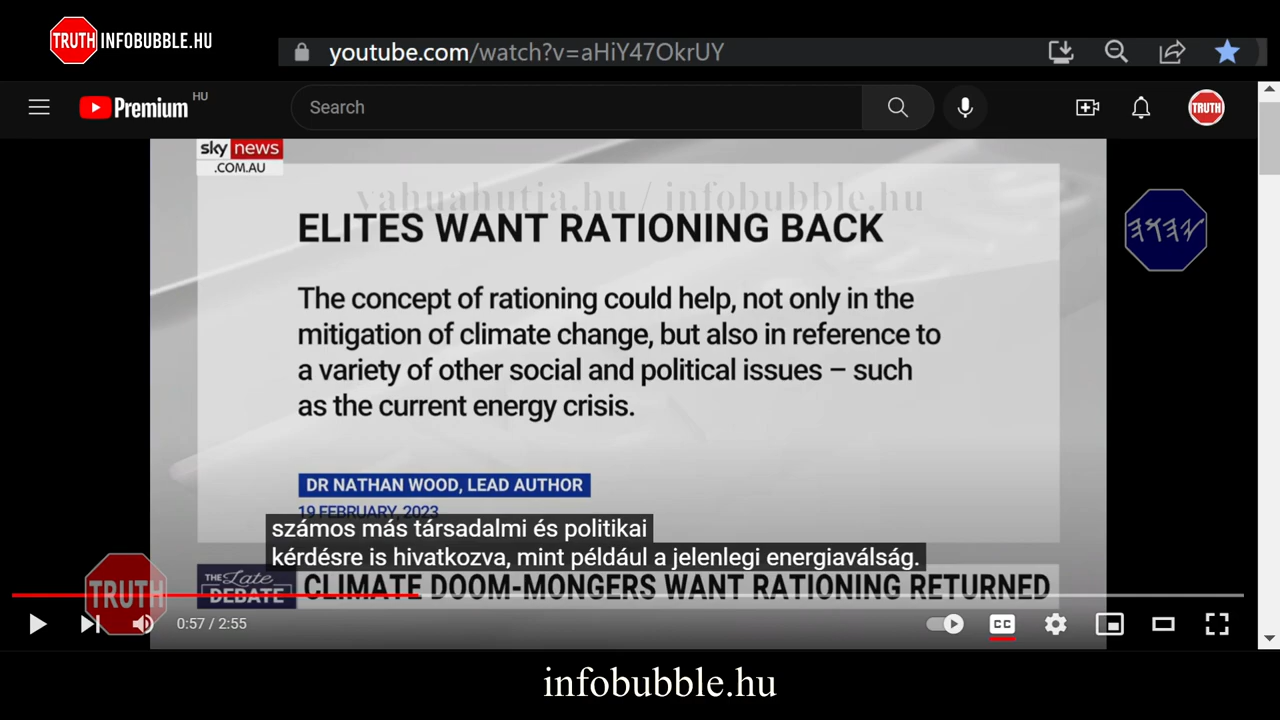 TRUTH INFOBUBBLE.HU
youtube.com/watch?v=aHiY47OkrUY
Premium HU
Search
TRUTH
sky news
.COM.AU
yahuahutja.hu / infobubble.hu
ELITES WANT RATIONING BACK
The concept of rationing could help, not only in the
mitigation of climate change, but also in reference to
a variety of other social and political issues – such
as the current energy crisis.
DR NATHAN WOOD, LEAD AUTHOR
19 FEBRUARY, 2023
számos más társadalmi és politikai
kérdésre is hivatkozva, mint például a jelenlegi energiaválság.
TRUTH
THE Late DEBATE
CLIMATE DOOM-MONGERS WANT RATIONING RETURNED
0:57 / 2:55
CC
infobubble.hu